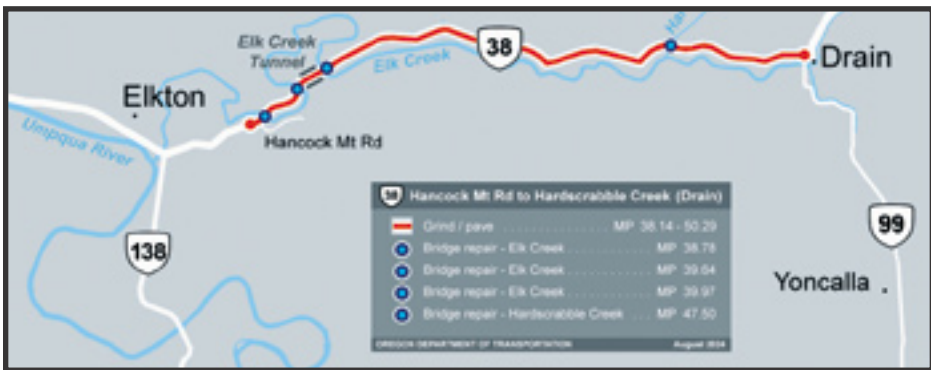 Elk Creek
Tunnel
38
Elk Creek
Drain
Elkton
Hancock Mt Rd
Umpqua River
138
99
Yoncalla
38 Hancock Mt Rd to Hardscrabble Creek (Drain)
Grind / pave . . . . . . . . . . . . . . MP 38.14 - 50.29
Bridge repair - Elk Creek . . . . . . . . . . . MP 38.78
Bridge repair - Elk Creek . . . . . . . . . . . MP 39.64
Bridge repair - Elk Creek . . . . . . . . . . . MP 39.97
Bridge repair - Hardscrabble Creek . . . MP 47.50
OREGON DEPARTMENT OF TRANSPORTATION August 2024